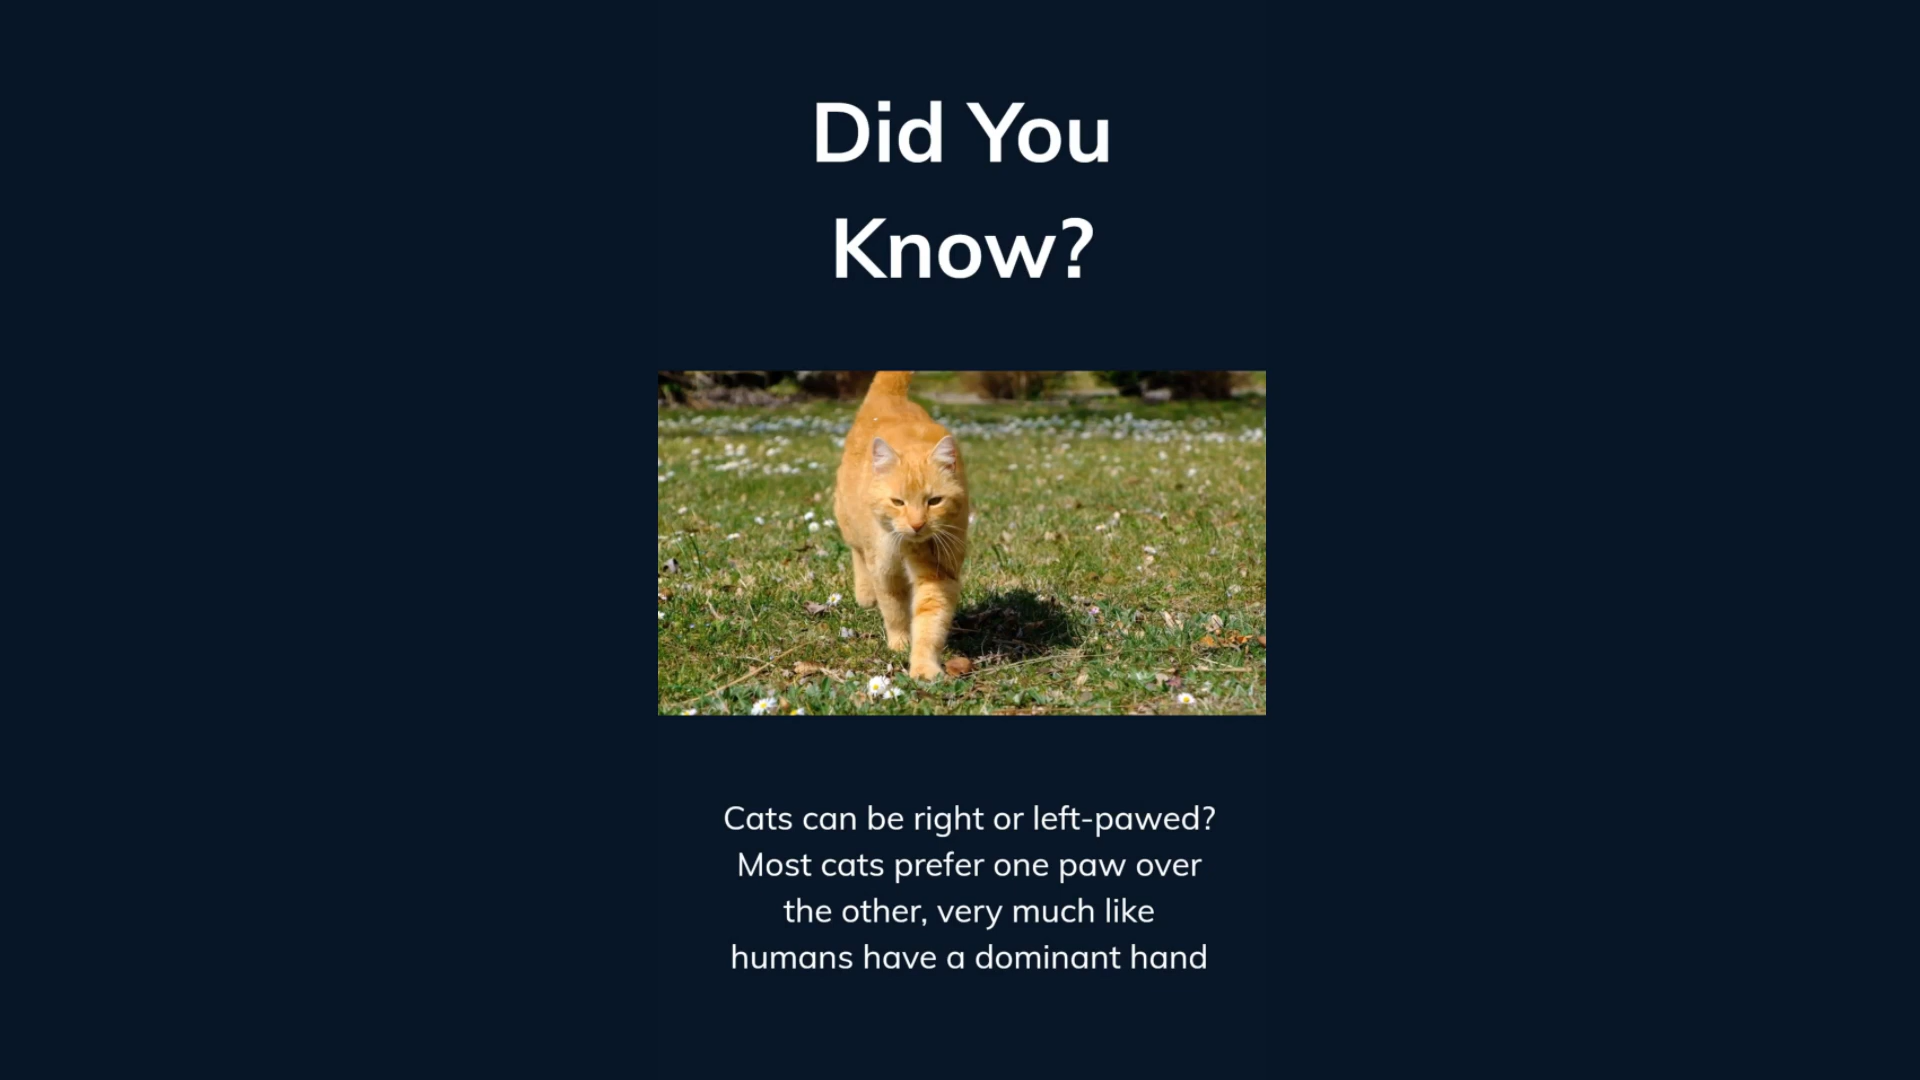 Did You
Know?
Cats can be right or left-pawed?
Most cats prefer one paw over
the other, very much like
humans have a dominant hand